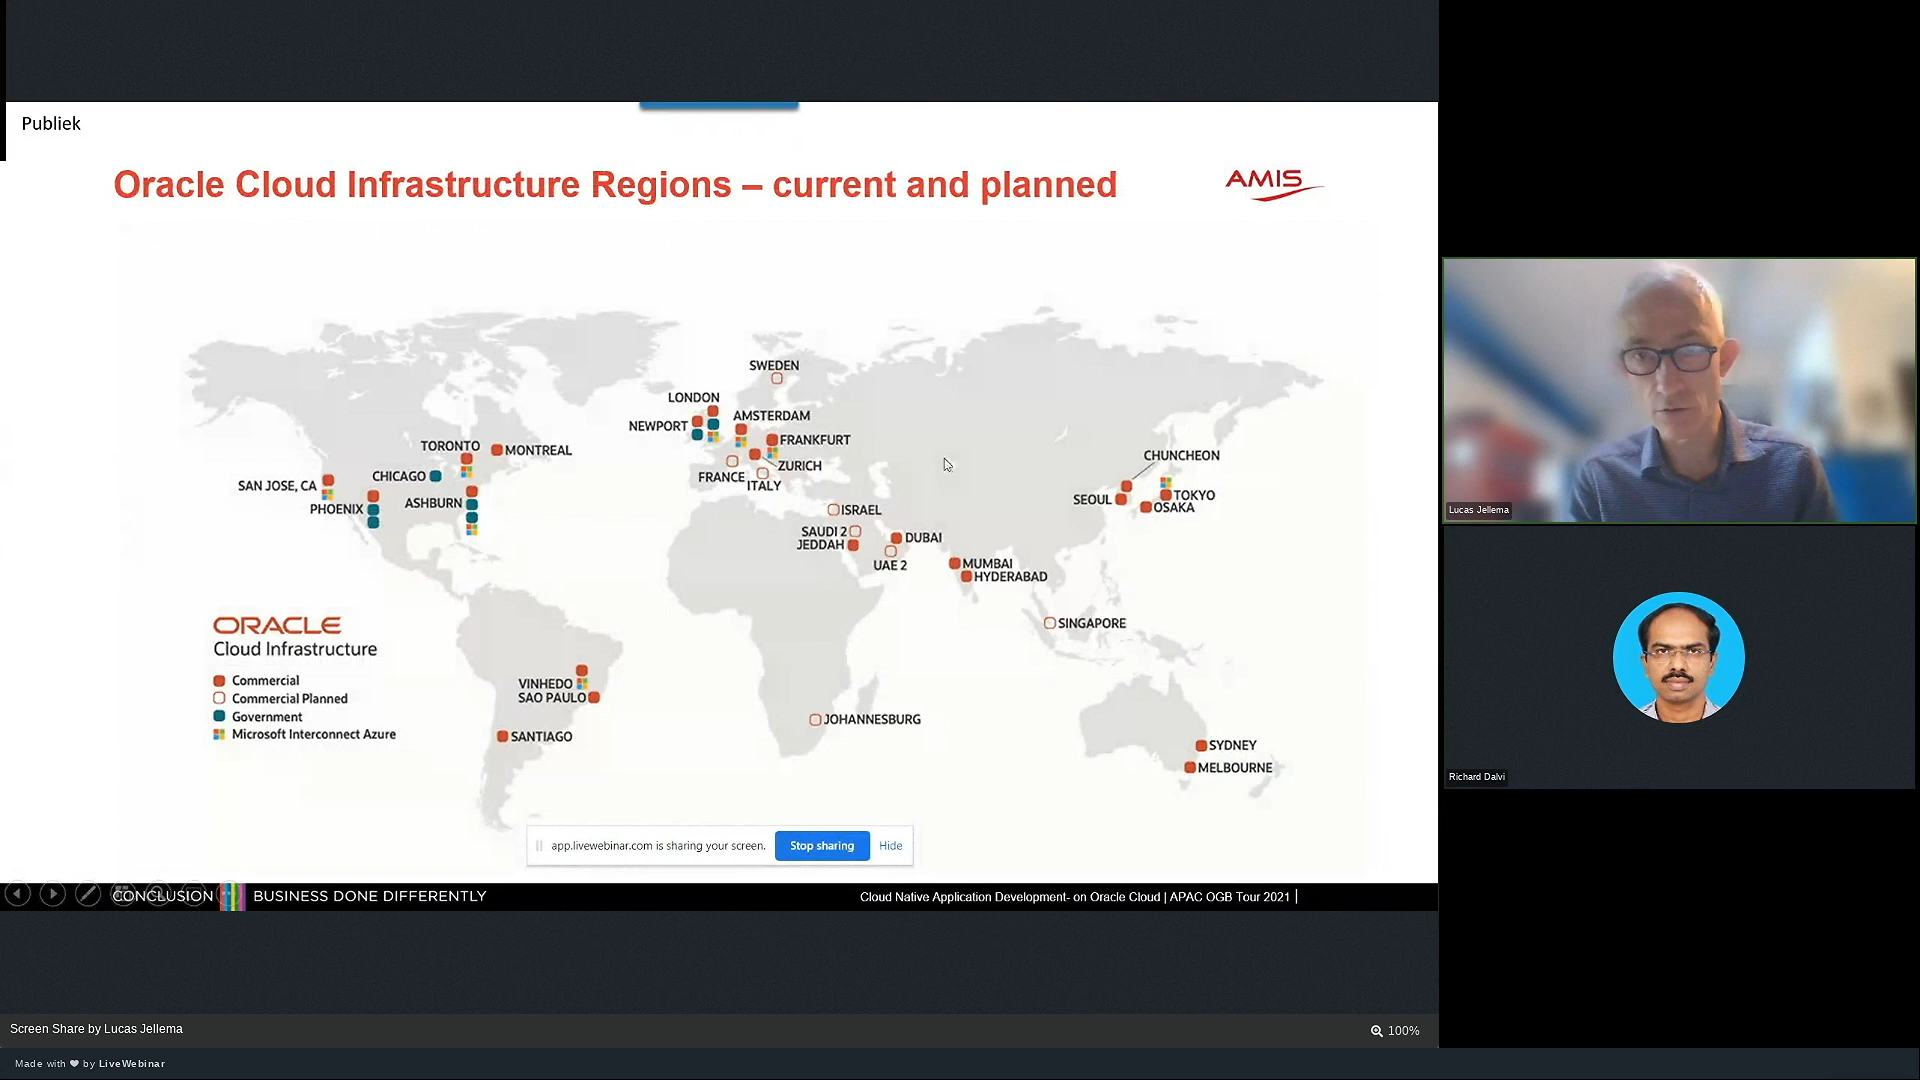 Publiek
Oracle Cloud Infrastructure Regions – current and planned
AMIS
SWEDEN
LONDON
NEWPORT
AMSTERDAM
FRANKFURT
ZURICH
FRANCE
ITALY
TORONTO
MONTREAL
CHICAGO
SAN JOSE, CA
PHOENIX
ASHBURN
CHUNCHEON
SEOUL
TOKYO
OSAKA
ISRAEL
SAUDI 2
JEDDAH
DUBAI
UAE 2
MUMBAI
HYDERABAD
SINGAPORE
VINHEDO
SAO PAULO
SANTIAGO
JOHANNESBURG
SYDNEY
MELBOURNE
ORACLE
Cloud Infrastructure
Commercial
Commercial Planned
Government
Microsoft Interconnect Azure
app.livewebinar.com is sharing your screen. Stop sharing Hide
CONCLUSION BUSINESS DONE DIFFERENTLY
Cloud Native Application Development- on Oracle Cloud | APAC OGB Tour 2021 |
Lucas Jellema
Richard Dalvi
Screen Share by Lucas Jellema
100%
Made with ❤ by LiveWebinar